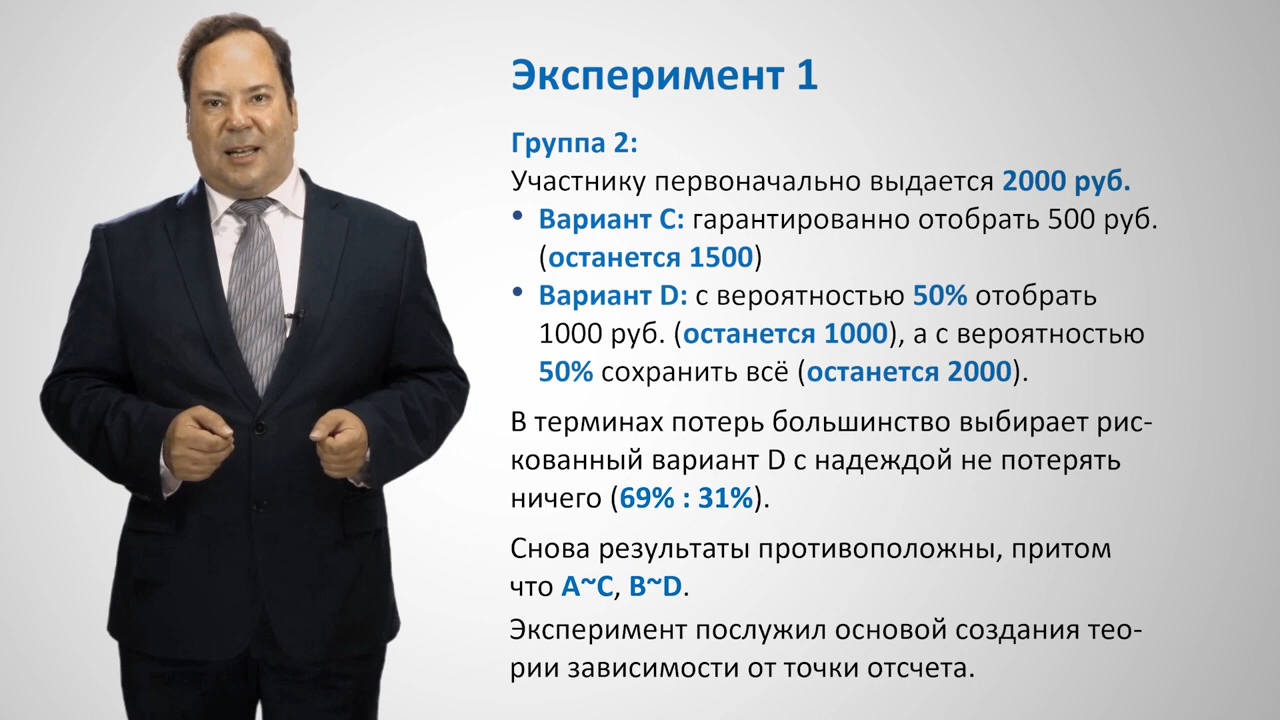 Эксперимент 1
Группа 2:
Участнику первоначально выдается 2000 руб.
• Вариант C: гарантированно отобрать 500 руб.
(останется 1500)
• Вариант D: с вероятностью 50% отобрать
1000 руб. (останется 1000), а с вероятностью
50% сохранить всё (останется 2000).
В терминах потерь большинство выбирает рис-
кованный вариант D с надеждой не потерять
ничего (69% : 31%).
Снова результаты противоположны, притом
что A~C, B~D.
Эксперимент послужил основой создания тео-
рии зависимости от точки отсчета.